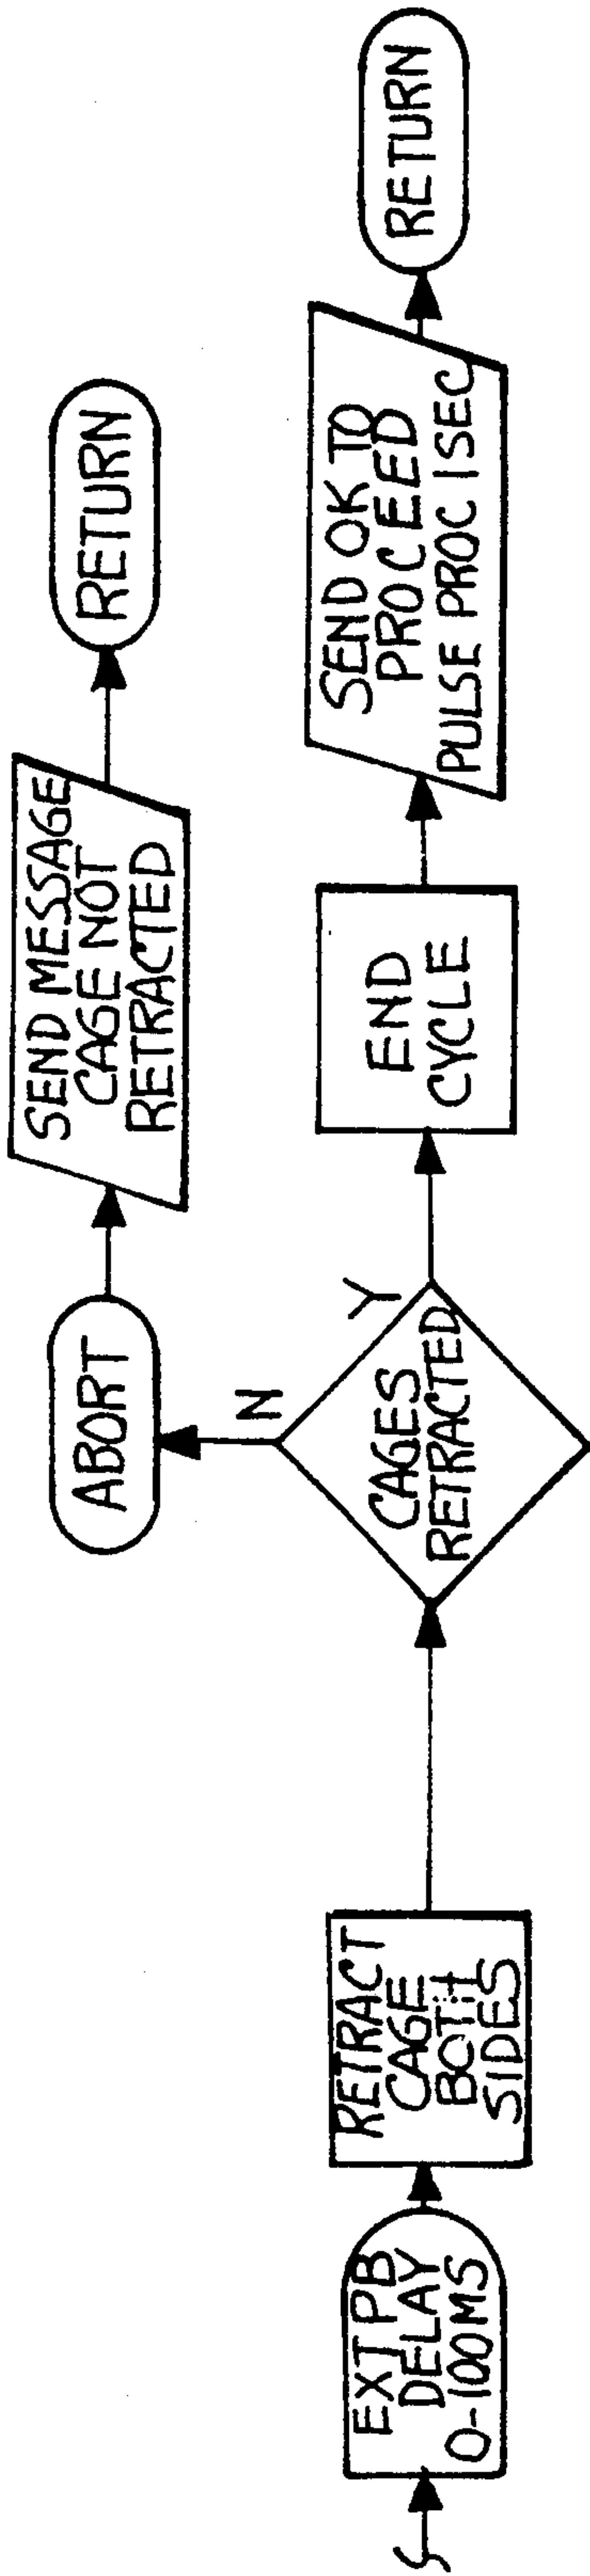 EXT PB
DELAY
0-100MS
RETRACT
CAGE
BOTH
SIDES
CAGES
RETRACTED
N
ABORT
SEND MESSAGE
CAGE NOT
RETRACTED
RETURN
Y
END
CYCLE
SEND OK TO
PROCEED
PULSE PROC 1SEC
RETURN